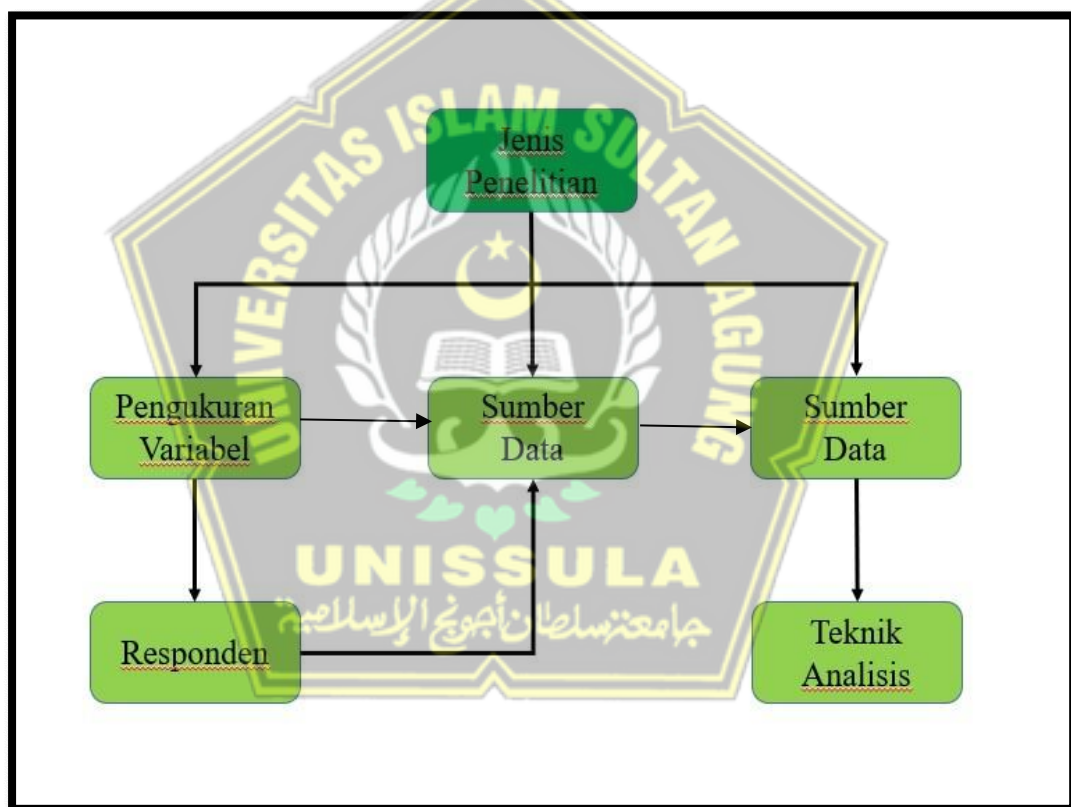 UNIVERSITAS ISLAM SULTAN AGUNG
Jenis
Penelitian
Pengukuran
Variabel
Sumber
Data
Sumber
Data
UNISSULA
جامعة سلطان أجونج الإسلامية
Responden
Teknik
Analisis